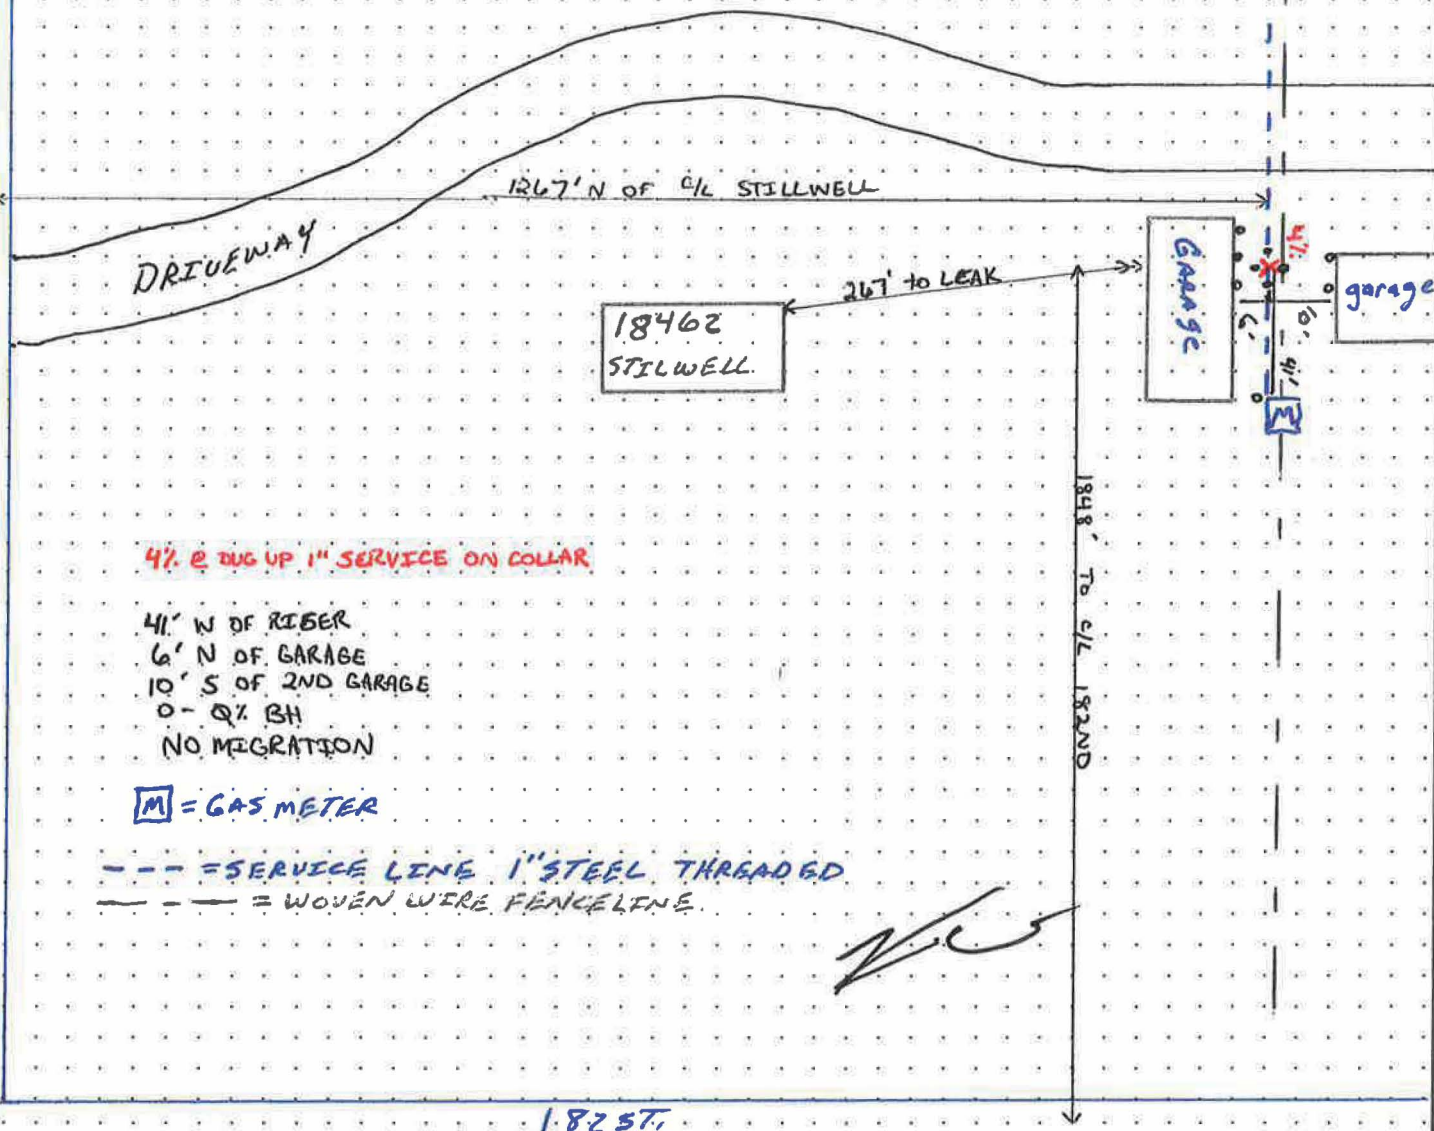 1267' N OF C/L STILLWELL
DRIVEWAY
267' to LEAK
18462
STILWELL
GARAGE
4%
garage
6'
10'
41'
M
1848' TO C/L 182ND
4% @ DUG UP 1" SERVICE ON COLLAR
41' W OF RISER
6' N OF GARAGE
10' S OF 2ND GARAGE
0 - 0% BH
NO MIGRATION
M = GAS METER
--- = SERVICE LINE 1" STEEL THREADED
— - — = WOVEN WIRE FENCELINE
182 ST.